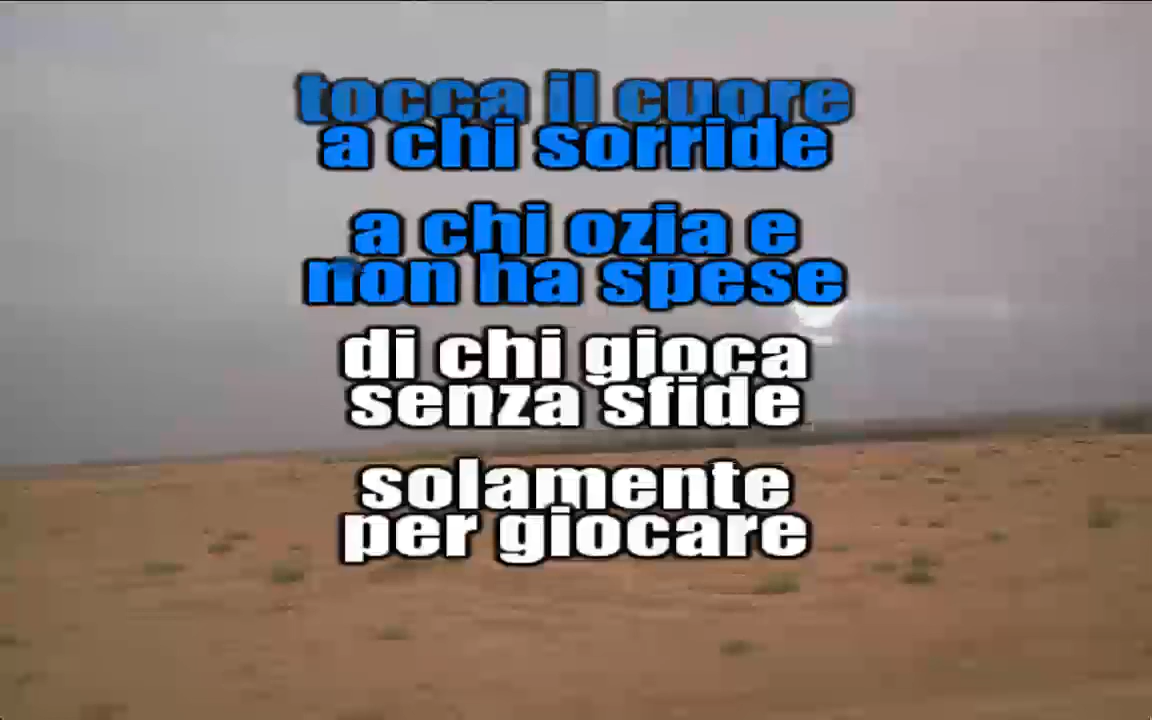 tocca il cuore
a chi sorride
a chi ozia e
non ha spese
di chi gioca
senza sfide
solamente
per giocare